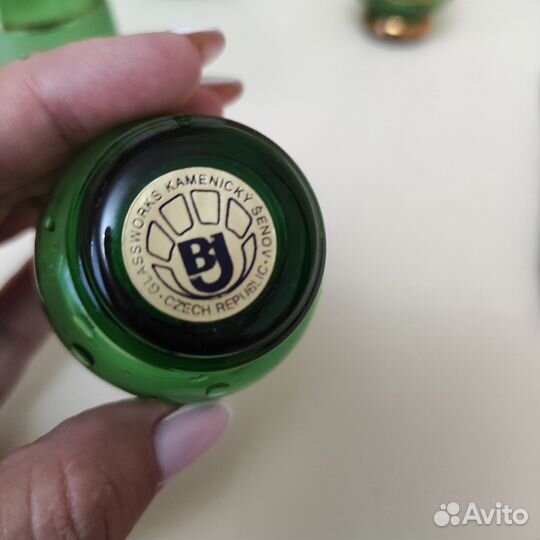 GLASSWORKS KAMENICKÝ ŠENOV
BJ
· CZECH REPUBLIC ·
Avito